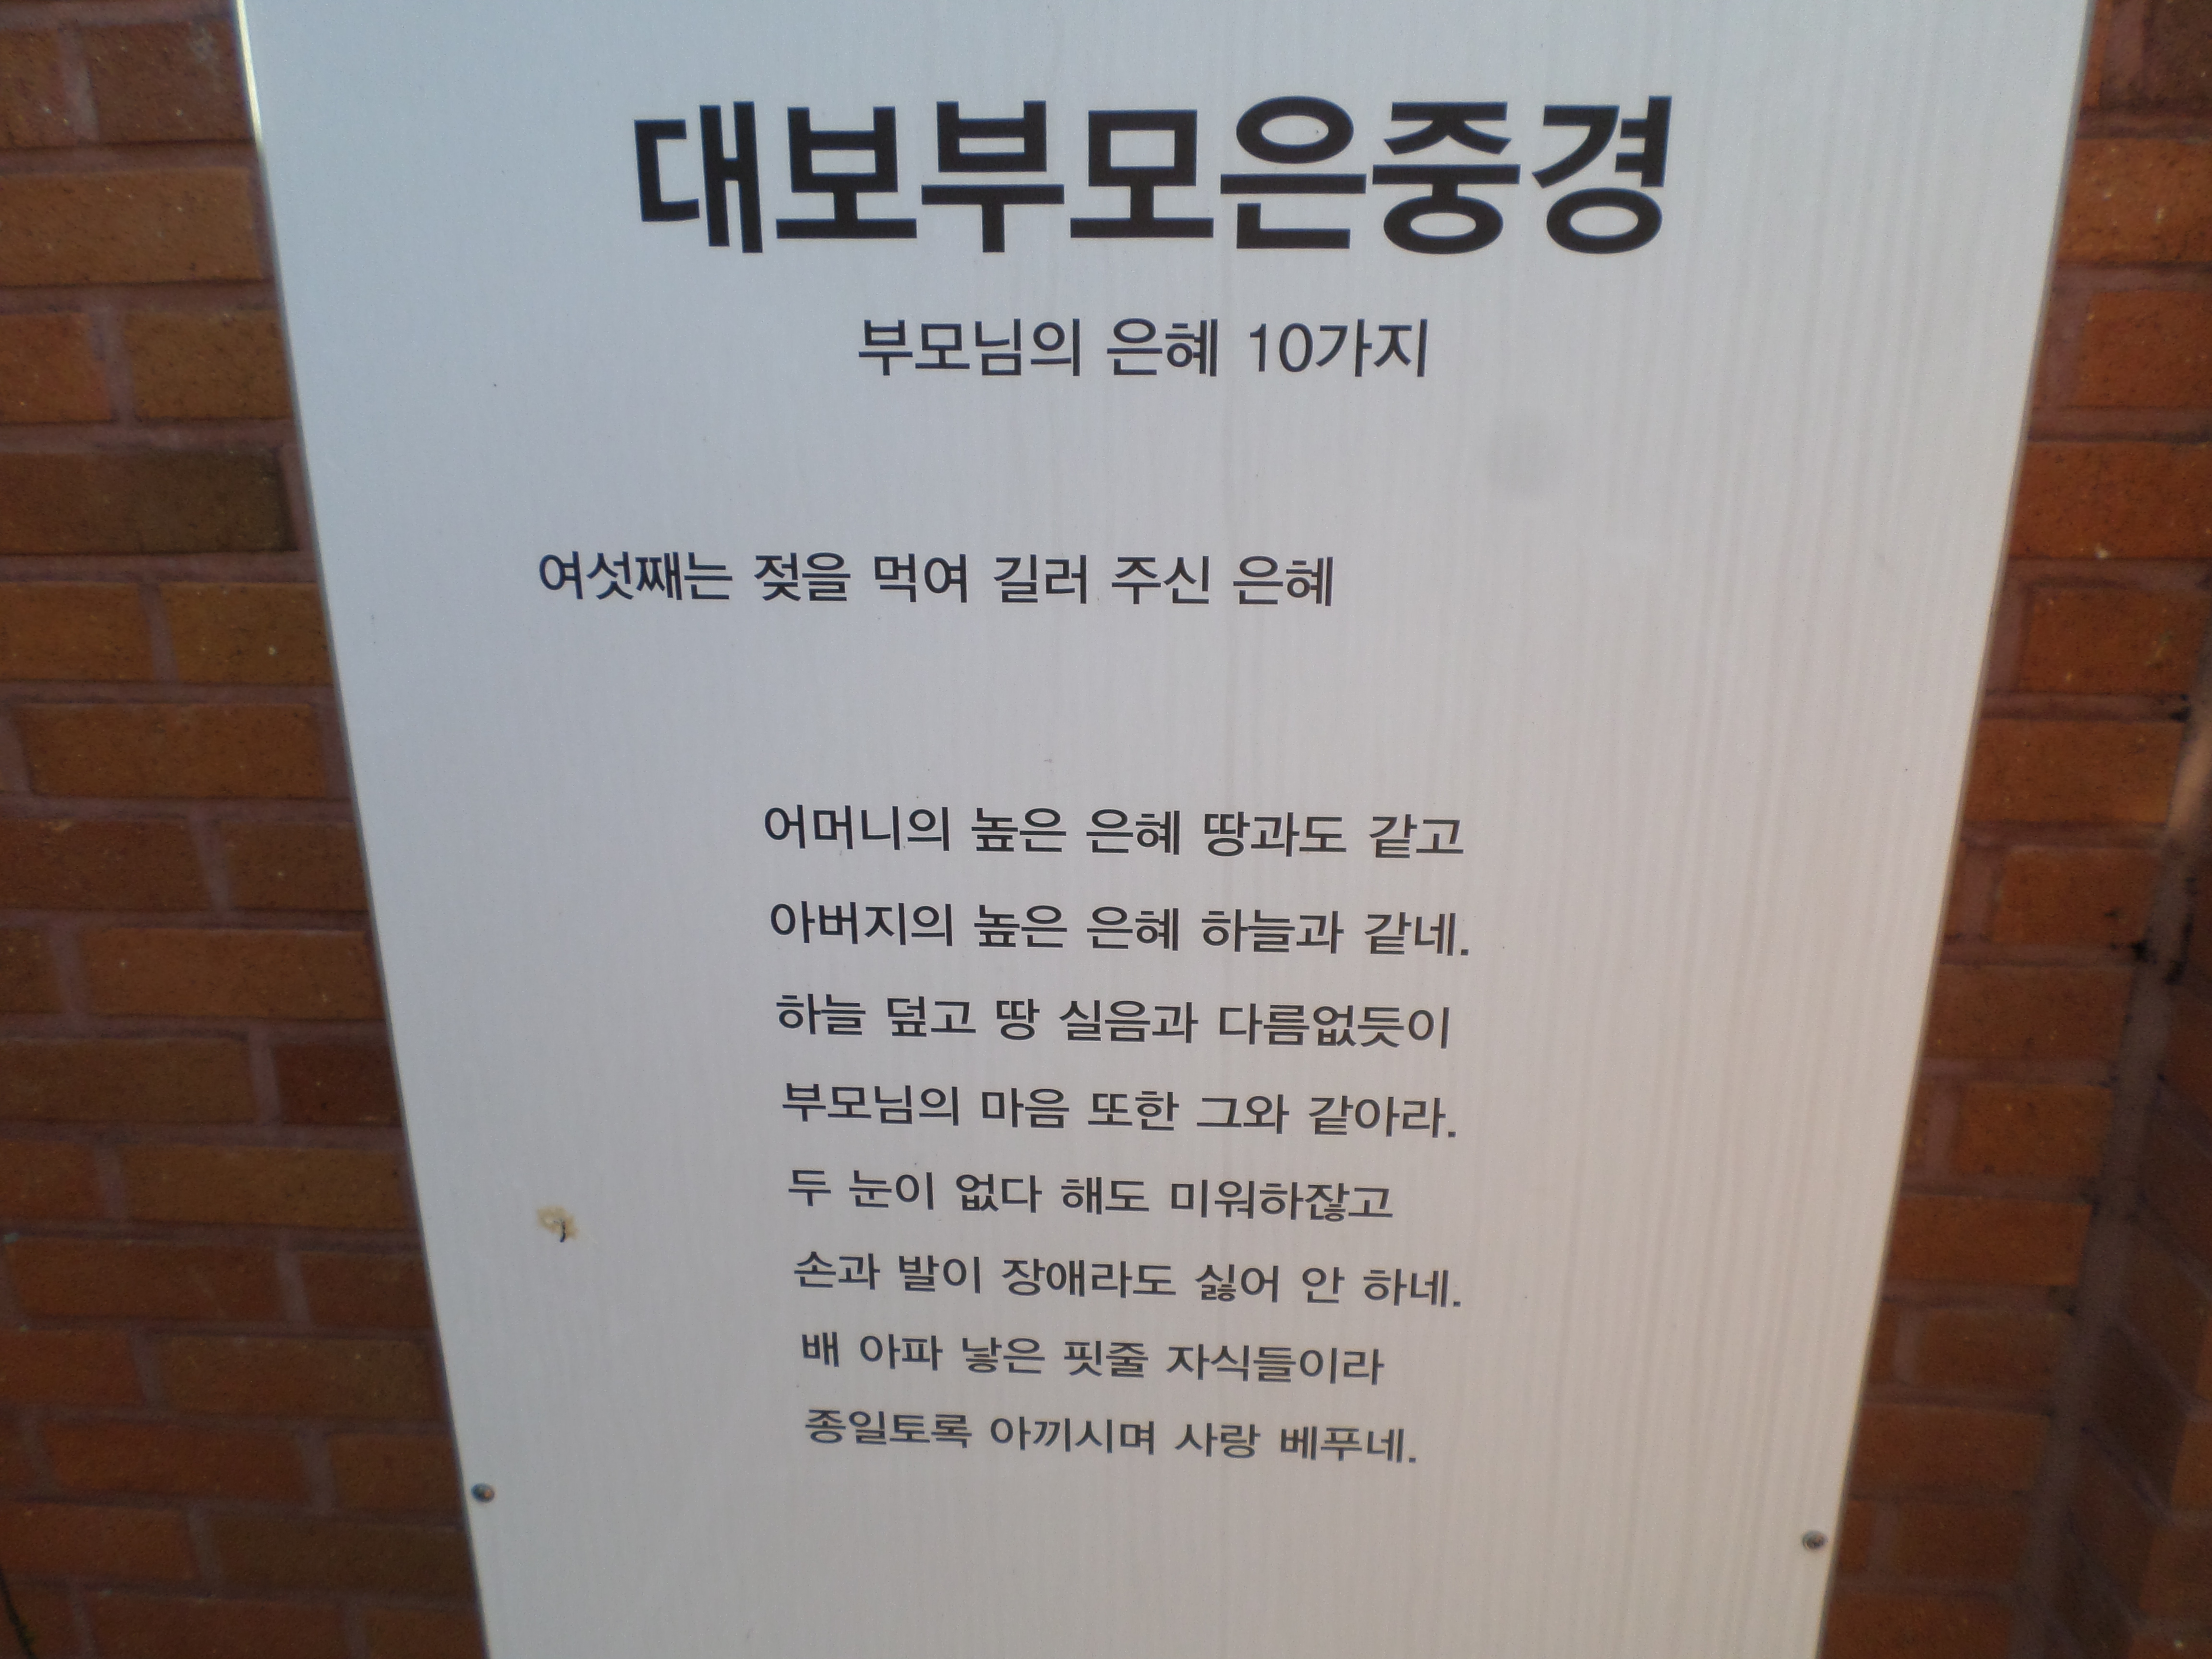 대보부모은중경
부모님의 은혜 10가지
여섯째는 젖을 먹여 길러 주신 은혜
어머니의 높은 은혜 땅과도 같고
아버지의 높은 은혜 하늘과 같네.
하늘 덮고 땅 실음과 다름없듯이
부모님의 마음 또한 그와 같아라.
두 눈이 없다 해도 미워하잖고
손과 발이 장애라도 싫어 안 하네.
배 아파 낳은 핏줄 자식들이라
종일토록 아끼시며 사랑 베푸네.